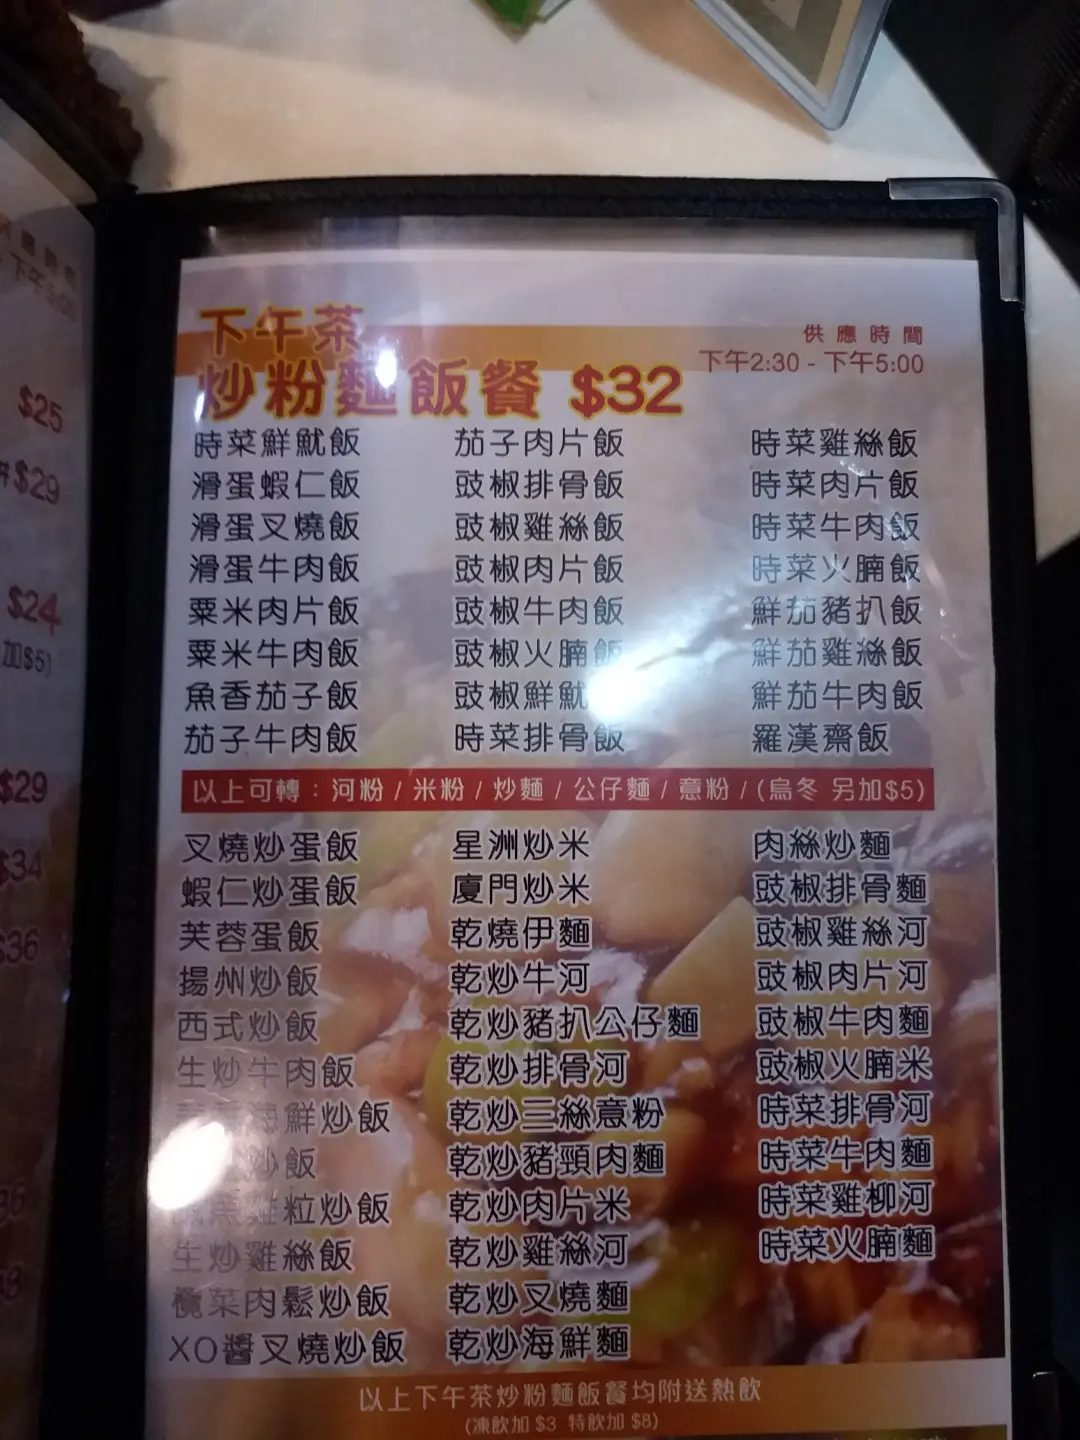 下午5:00
$25
$29
$24
加$5)
$29
$34
$36
下午茶
炒粉麵飯餐 $32
供應時間
下午2:30 - 下午5:00
時菜鮮魷飯
滑蛋蝦仁飯
滑蛋叉燒飯
滑蛋牛肉飯
粟米肉片飯
粟米牛肉飯
魚香茄子飯
茄子牛肉飯
茄子肉片飯
豉椒排骨飯
豉椒雞絲飯
豉椒肉片飯
豉椒牛肉飯
豉椒火腩飯
豉椒鮮魷
時菜排骨飯
時菜雞絲飯
時菜肉片飯
時菜牛肉飯
時菜火腩飯
鮮茄豬扒飯
鮮茄雞絲飯
鮮茄牛肉飯
羅漢齋飯
以上可轉：河粉 / 米粉 / 炒麵 / 公仔麵 / 意粉 / (烏冬 另加$5)
叉燒炒蛋飯
蝦仁炒蛋飯
芙蓉蛋飯
揚州炒飯
西式炒飯
生炒牛肉飯
海鮮炒飯
炒飯
雞粒炒飯
生炒雞絲飯
欖菜肉鬆炒飯
XO醬叉燒炒飯
星洲炒米
廈門炒米
乾燒伊麵
乾炒牛河
乾炒豬扒公仔麵
乾炒排骨河
乾炒三絲意粉
乾炒豬頸肉麵
乾炒肉片米
乾炒雞絲河
乾炒叉燒麵
乾炒海鮮麵
肉絲炒麵
豉椒排骨麵
豉椒雞絲河
豉椒肉片河
豉椒牛肉麵
豉椒火腩米
時菜排骨河
時菜牛肉麵
時菜雞柳河
時菜火腩麵
以上下午茶炒粉麵飯餐均附送熱飲
(凍飲加 $3 特飲加 $8)